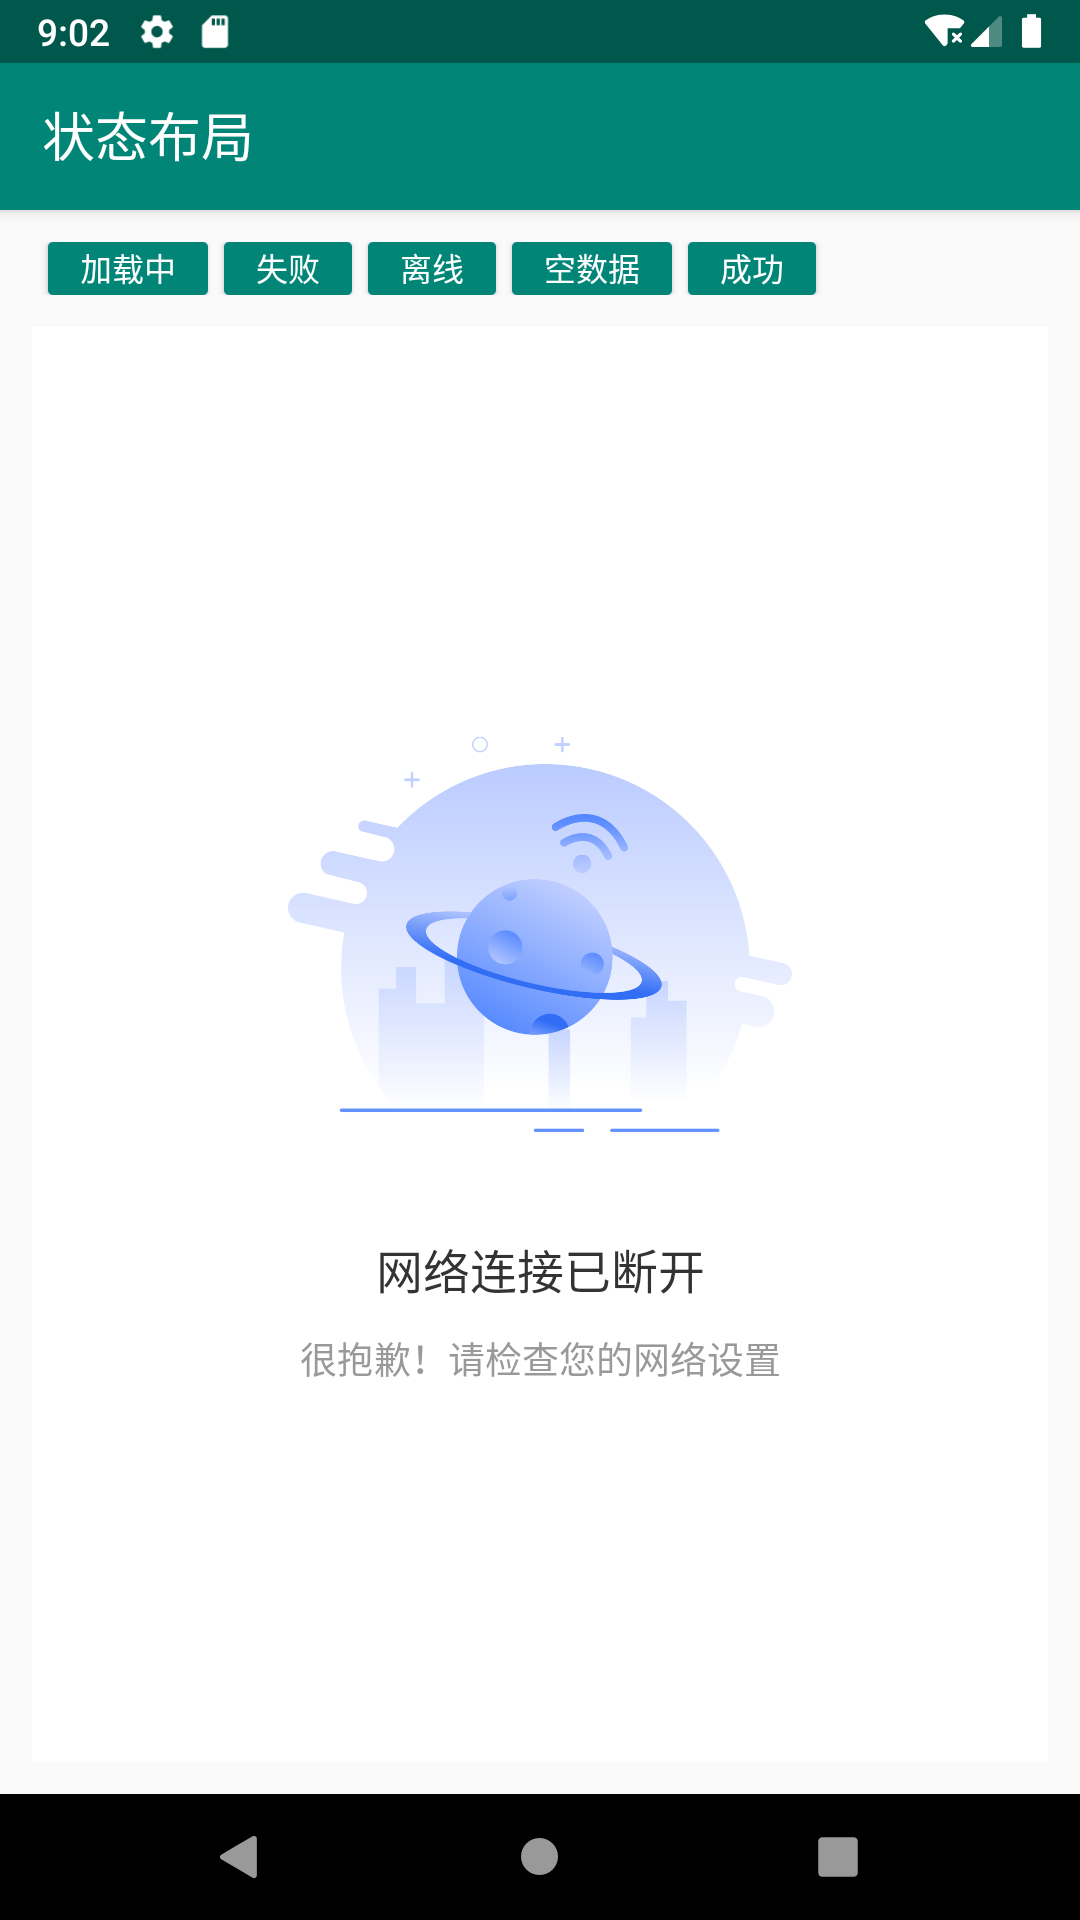 9:02
状态布局
加载中 失败 离线 空数据 成功
网络连接已断开
很抱歉！请检查您的网络设置